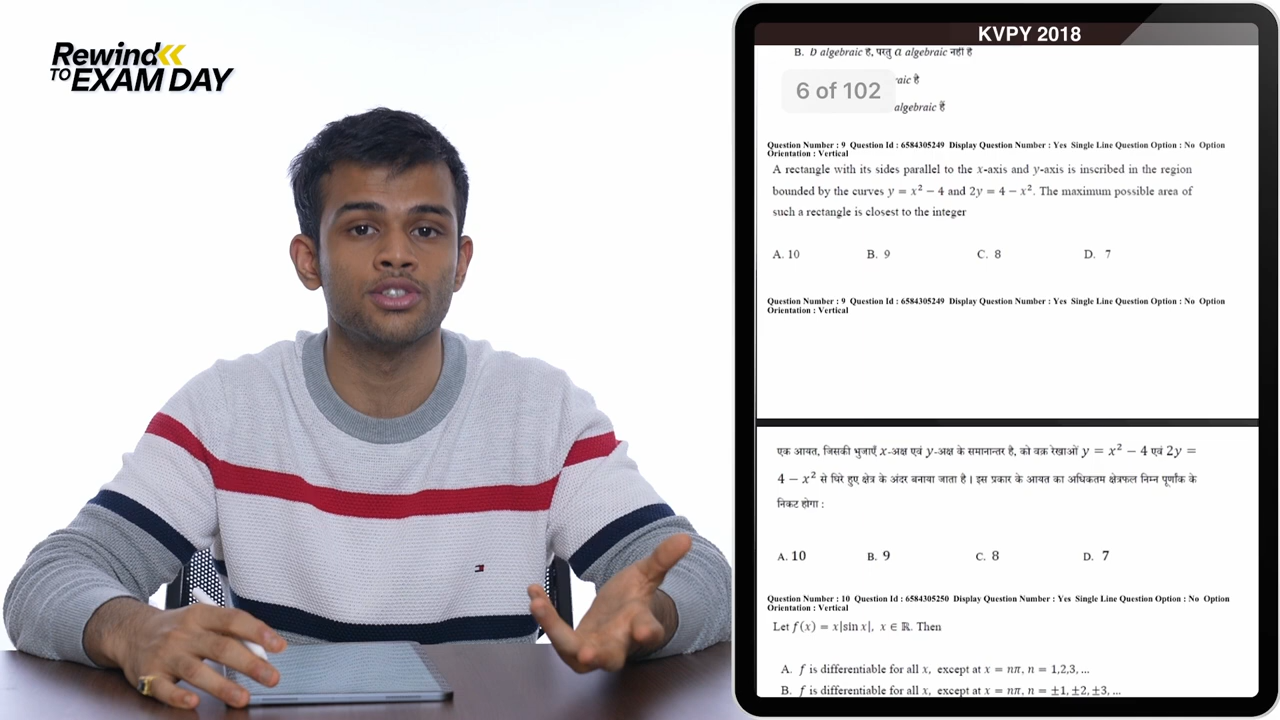 Rewind
TO EXAM DAY
KVPY 2018
B. D algebraic है, परतु a algebraic नहीं है
aic है
6 of 102
algebraic हैं
Question Number : 9 Question Id : 6584305249 Display Question Number : Yes Single Line Question Option : No Option
Orientation : Vertical
A rectangle with its sides parallel to the x-axis and y-axis is inscribed in the region
bounded by the curves y = x² − 4 and 2y = 4 − x². The maximum possible area of
such a rectangle is closest to the integer
A. 10 B. 9 C. 8 D. 7
Question Number : 9 Question Id : 6584305249 Display Question Number : Yes Single Line Question Option : No Option
Orientation : Vertical
एक आयत, जिसकी भुजाएँ x-अक्ष एवं y-अक्ष के समानान्तर है, को वक्र रेखाओं y = x² − 4 एवं 2y =
4 − x² से घिरे हुए क्षेत्र के अंदर बनाया जाता है। इस प्रकार के आयत का अधिकतम क्षेत्रफल निम्न पूर्णांक के
निकट होगा :
A. 10 B. 9 C. 8 D. 7
Question Number : 10 Question Id : 6584305250 Display Question Number : Yes Single Line Question Option : No Option
Orientation : Vertical
Let f(x) = x|sin x|, x ∈ ℝ. Then
A. f is differentiable for all x, except at x = nπ, n = 1,2,3, ...
B. f is differentiable for all x, except at x = nπ, n = ±1, ±2, ±3, ...